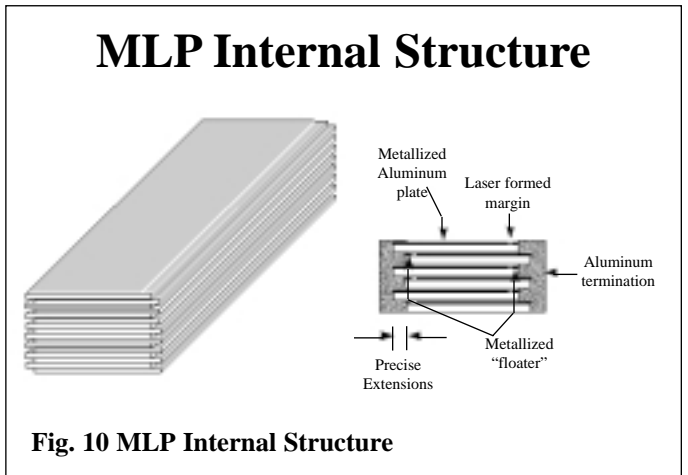 MLP Internal Structure
Metallized
Aluminum
plate
Laser formed
margin
Aluminum
termination
Metallized
“floater”
Precise
Extensions
Fig. 10 MLP Internal Structure